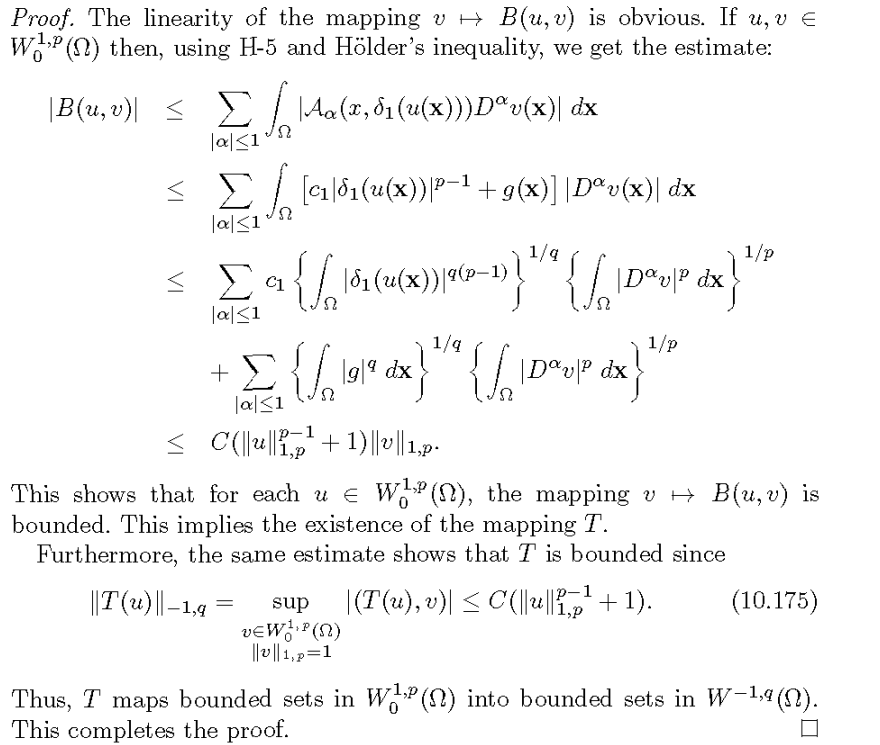 Proof. The linearity of the mapping v ↦ B(u, v) is obvious. If u, v ∈
W_0^{1,p}(Ω) then, using H-5 and Hölder's inequality, we get the estimate:
|B(u, v)| ≤ ∑_{|α|≤1} ∫_Ω |𝒜_α(x, δ_1(u(𝐱)))D^α v(𝐱)| d𝐱
≤ ∑_{|α|≤1} ∫_Ω [c_1|δ_1(u(𝐱))|^{p−1} + g(𝐱)] |D^α v(𝐱)| d𝐱
≤ ∑_{|α|≤1} c_1 {∫_Ω |δ_1(u(𝐱))|^{q(p−1)}}^{1/q} {∫_Ω |D^α v|^p d𝐱}^{1/p}
+ ∑_{|α|≤1} {∫_Ω |g|^q d𝐱}^{1/q} {∫_Ω |D^α v|^p d𝐱}^{1/p}
≤ C(‖u‖_{1,p}^{p−1} + 1)‖v‖_{1,p}.
This shows that for each u ∈ W_0^{1,p}(Ω), the mapping v ↦ B(u, v) is
bounded. This implies the existence of the mapping T.
Furthermore, the same estimate shows that T is bounded since
‖T(u)‖_{−1,q} = sup_{v∈W_0^{1,p}(Ω) ‖v‖_{1,p}=1} |(T(u), v)| ≤ C(‖u‖_{1,p}^{p−1} + 1). (10.175)
Thus, T maps bounded sets in W_0^{1,p}(Ω) into bounded sets in W^{−1,q}(Ω).
This completes the proof. □